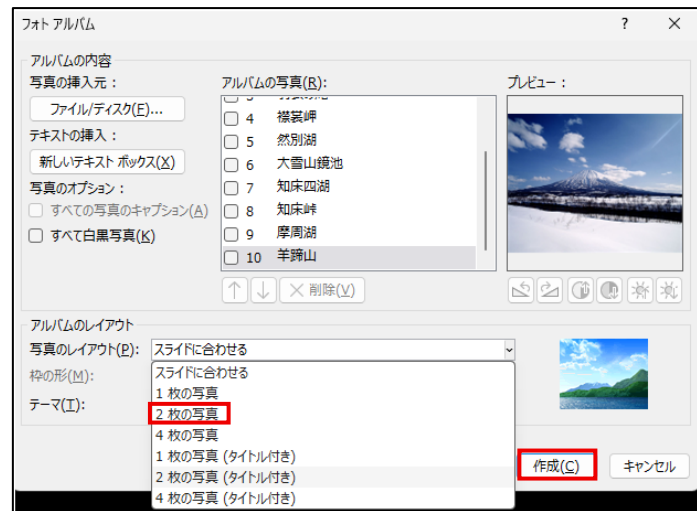 フォト アルバム
? ×
アルバムの内容
写真の挿入元：
ファイル/ディスク(F)...
テキストの挿入：
新しいテキスト ボックス(X)
写真のオプション：
すべての写真のキャプション(A)
すべて白黒写真(K)
アルバムの写真(R):
4 襟裳岬
5 然別湖
6 大雪山鏡池
7 知床四湖
8 知床峠
9 摩周湖
10 羊蹄山
削除(V)
プレビュー：
アルバムのレイアウト
写真のレイアウト(P): スライドに合わせる
枠の形(M):
テーマ(T):
スライドに合わせる
1 枚の写真
2 枚の写真
4 枚の写真
1 枚の写真 (タイトル付き)
2 枚の写真 (タイトル付き)
4 枚の写真 (タイトル付き)
作成(C)
キャンセル